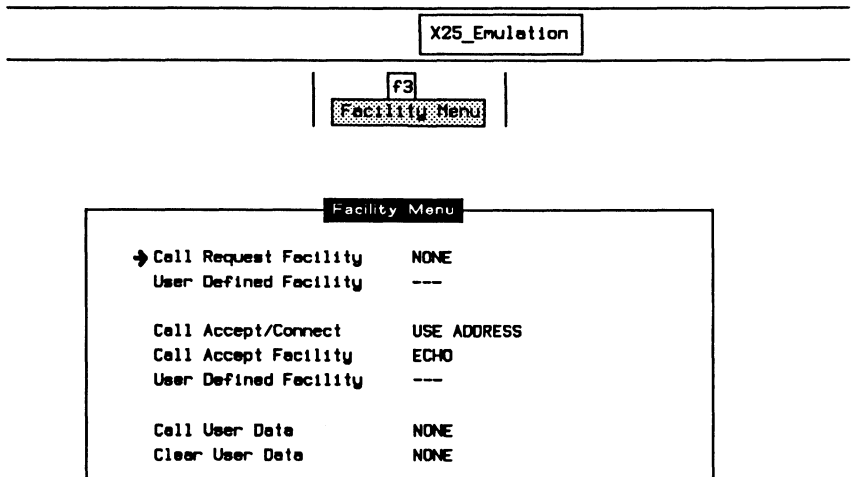 X25_Emulation
f3
Facility Menu
Facility Menu
→ Call Request Facility NONE
User Defined Facility ---
Call Accept/Connect USE ADDRESS
Call Accept Facility ECHO
User Defined Facility ---
Call User Data NONE
Clear User Data NONE